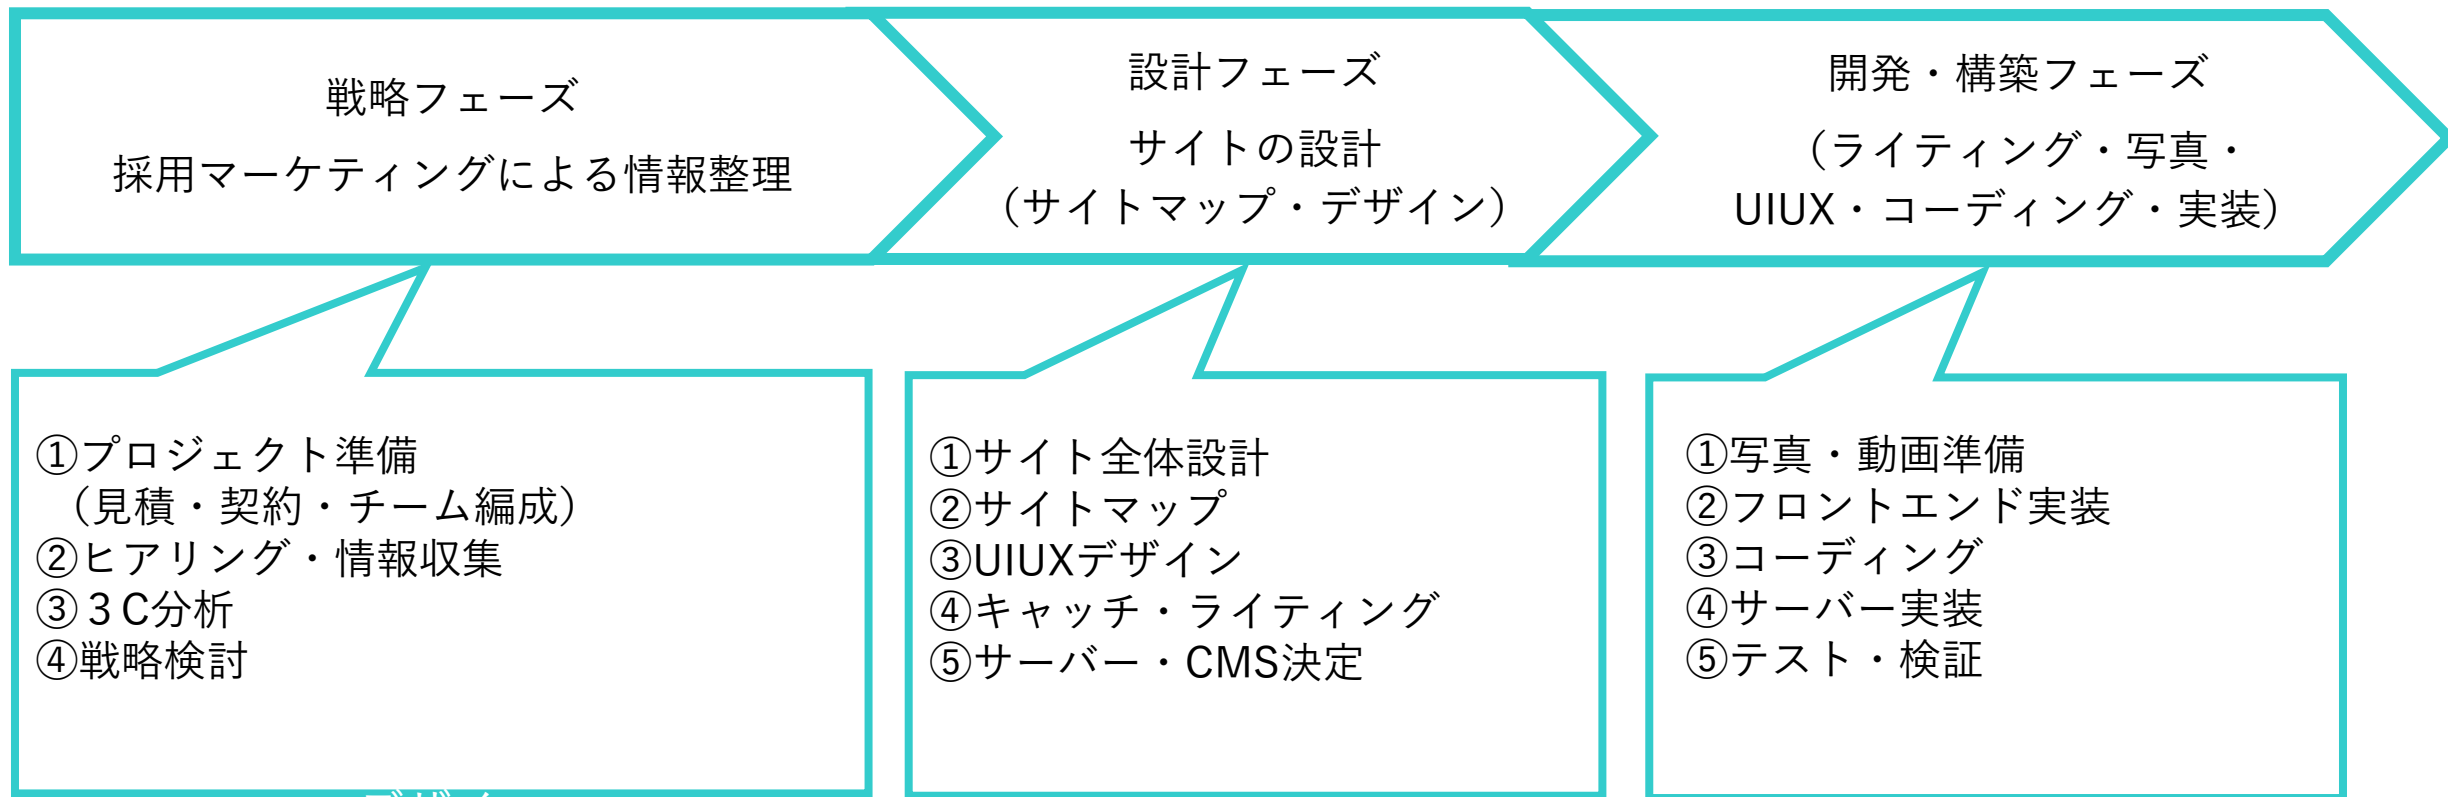 戦略フェーズ
採用マーケティングによる情報整理
設計フェーズ
サイトの設計
（サイトマップ・デザイン）
開発・構築フェーズ
（ライティング・写真・
UIUX・コーディング・実装）
①プロジェクト準備
（見積・契約・チーム編成）
②ヒアリング・情報収集
③３C分析
④戦略検討
①サイト全体設計
②サイトマップ
③UIUXデザイン
④キャッチ・ライティング
⑤サーバー・CMS決定
①写真・動画準備
②フロントエンド実装
③コーディング
④サーバー実装
⑤テスト・検証